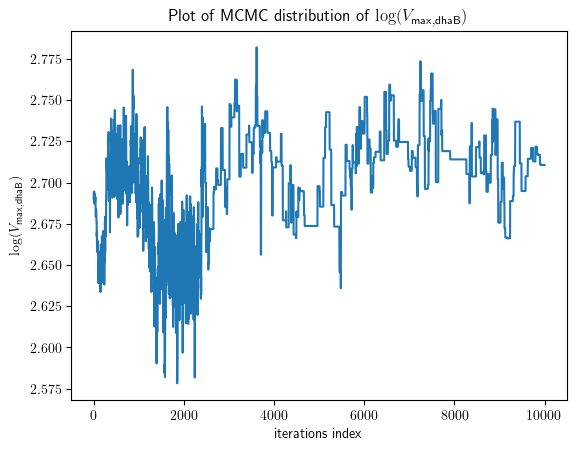 Plot of MCMC distribution of log(V_max,dhaB)
log(V_max,dhaB)
2.775
2.750
2.725
2.700
2.675
2.650
2.625
2.600
2.575
0 2000 4000 6000 8000 10000
iterations index